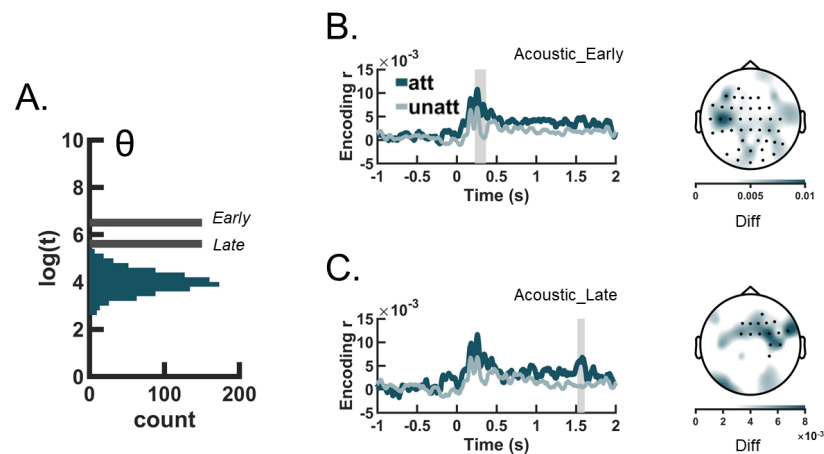 A.
θ
10
8
6
4
2
0
log(t)
Early
Late
0 100 200
count
B.
×10⁻³
Acoustic_Early
15
10
5
0
-5
Encoding r
att
unatt
-1 -0.5 0 0.5 1 1.5 2
Time (s)
0 0.005 0.01
Diff
C.
×10⁻³
Acoustic_Late
15
10
5
0
-5
Encoding r
-1 -0.5 0 0.5 1 1.5 2
Time (s)
0 2 4 6 8
×10⁻³
Diff